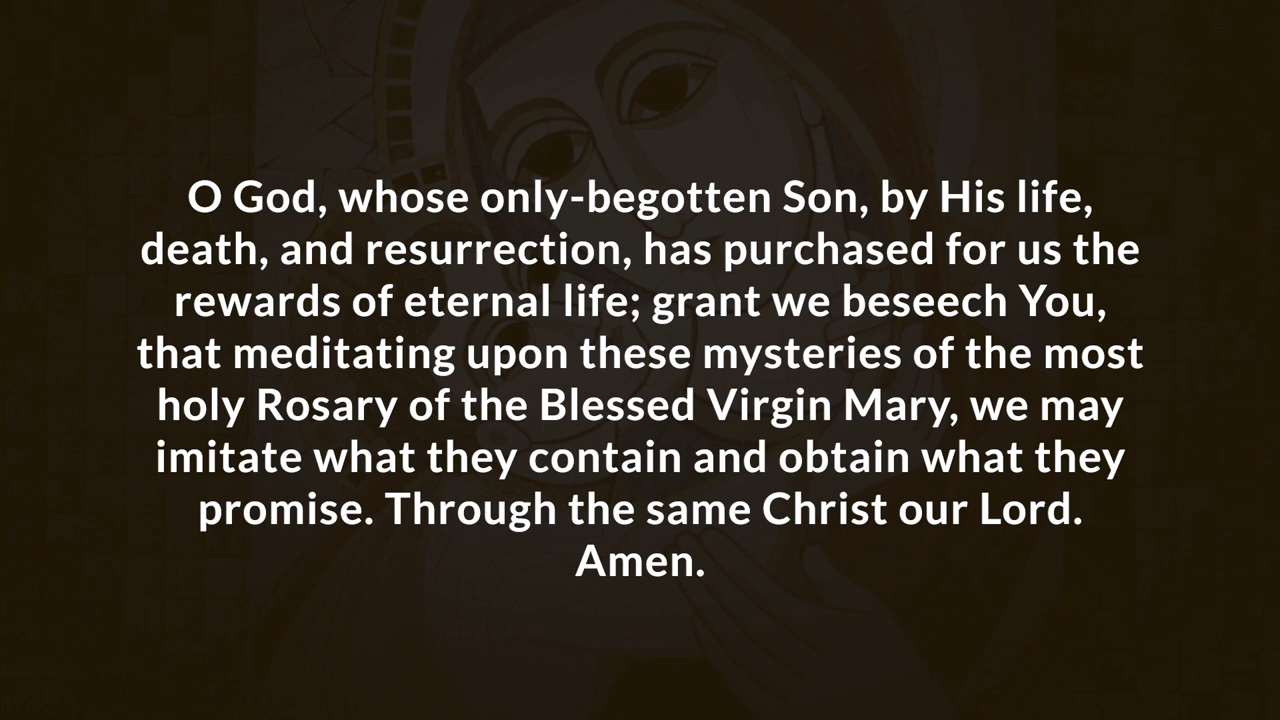 O God, whose only-begotten Son, by His life,
death, and resurrection, has purchased for us the
rewards of eternal life; grant we beseech You,
that meditating upon these mysteries of the most
holy Rosary of the Blessed Virgin Mary, we may
imitate what they contain and obtain what they
promise. Through the same Christ our Lord.
Amen.